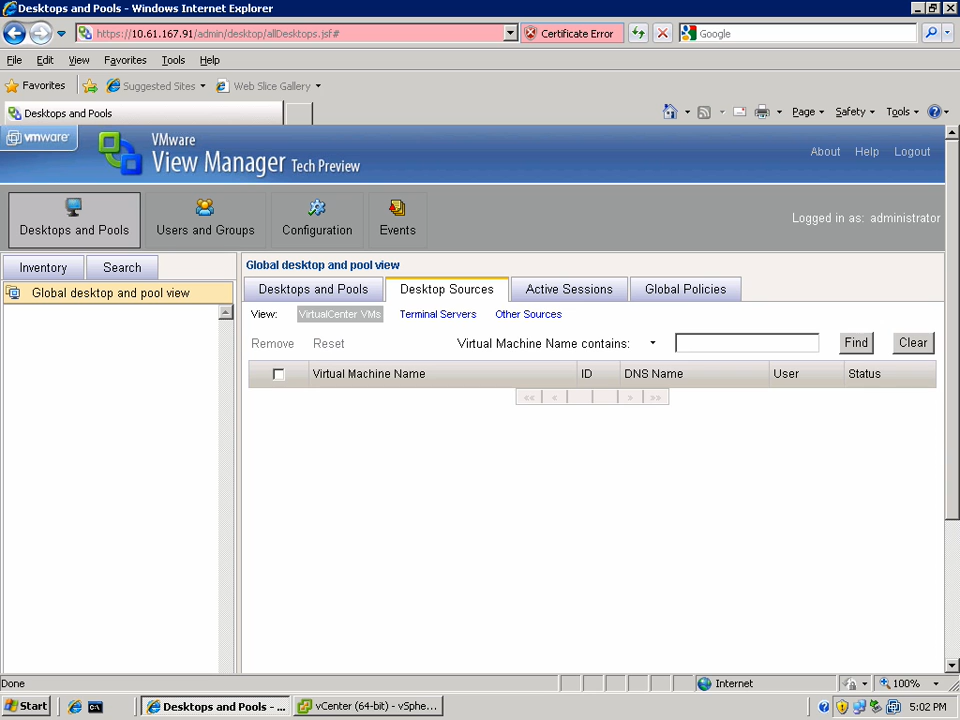 Desktops and Pools - Windows Internet Explorer
https://10.61.167.91/admin/desktop/allDesktops.jsf#
Certificate Error
Google
File Edit View Favorites Tools Help
Favorites Suggested Sites Web Slice Gallery
Desktops and Pools
Page Safety Tools
vmware
VMware
View Manager Tech Preview
About Help Logout
Desktops and Pools Users and Groups Configuration Events
Logged in as: administrator
Inventory Search
Global desktop and pool view
Global desktop and pool view
Desktops and Pools Desktop Sources Active Sessions Global Policies
View: VirtualCenter VMs Terminal Servers Other Sources
Remove Reset Virtual Machine Name contains: Find Clear
Virtual Machine Name ID DNS Name User Status
<< < > >>
Done Internet 100%
Start Desktops and Pools - ... vCenter (64-bit) - vSphe... 5:02 PM